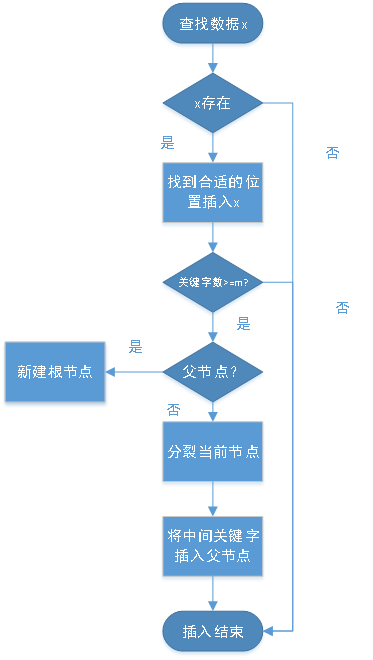 查找数据x
x存在
是
否
找到合适的位
置插入x
关键字数>=m?
否
是
父节点？
是
新建根节点
否
分裂当前节点
将中间关键字
插入父节点
插入结束